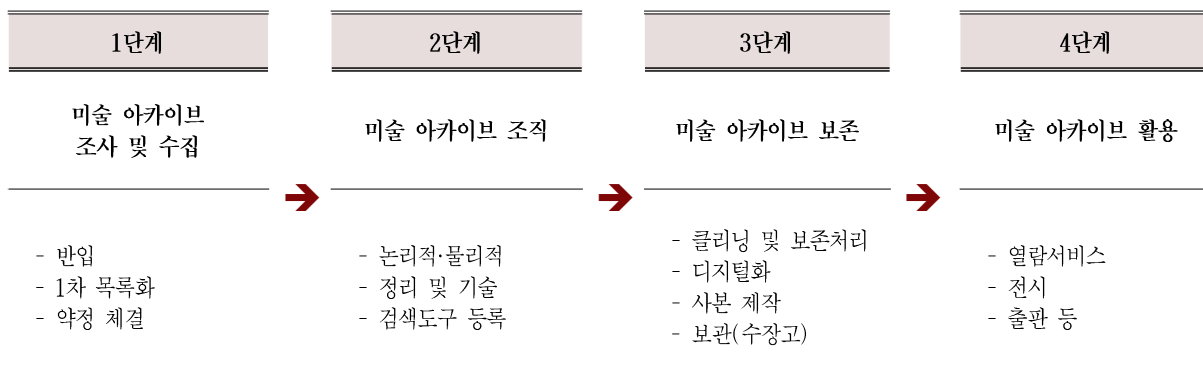 1단계
미술 아카이브
조사 및 수집
- 반입
- 1차 목록화
- 약정 체결
2단계
미술 아카이브 조직
- 논리적·물리적
- 정리 및 기술
- 검색도구 등록
3단계
미술 아카이브 보존
- 클리닝 및 보존처리
- 디지털화
- 사본 제작
- 보관(수장고)
4단계
미술 아카이브 활용
- 열람서비스
- 전시
- 출판 등